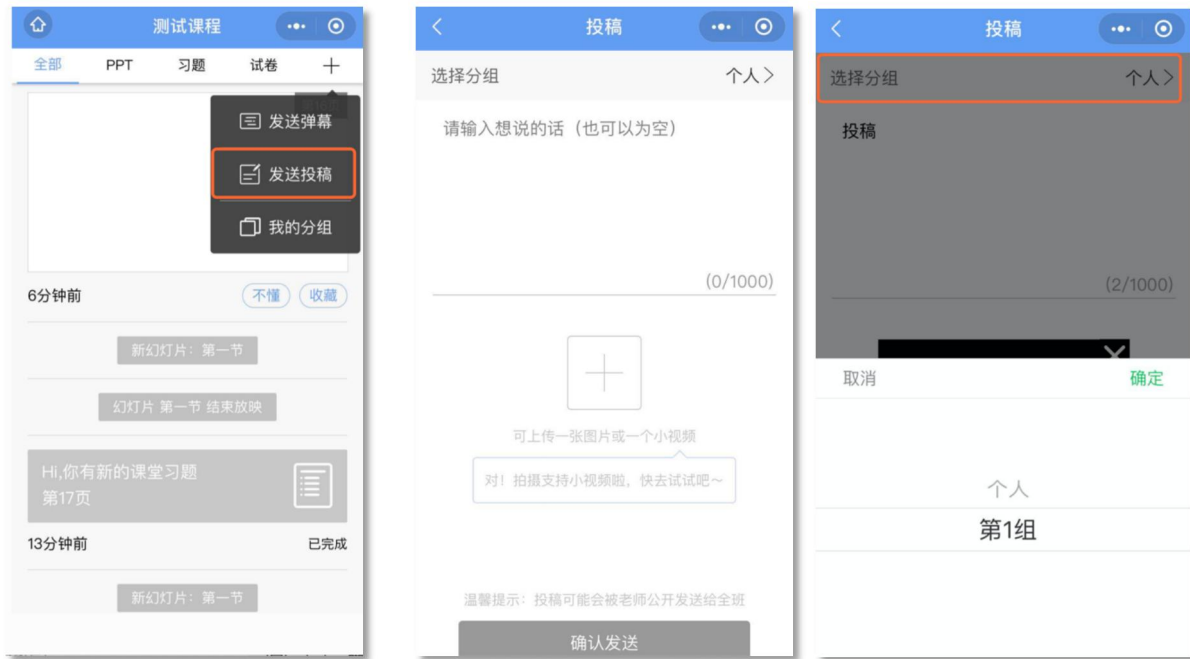 测试课程
全部 PPT 习题 试卷
发送弹幕
发送投稿
我的分组
6分钟前 不懂 收藏
新幻灯片：第一节
幻灯片 第一节 结束放映
Hi,你有新的课堂习题
第17页
13分钟前 已完成
新幻灯片：第一节
投稿
选择分组 个人
请输入想说的话（也可以为空）
(0/1000)
可上传一张图片或一个小视频
对！拍摄支持小视频啦，快去试试吧～
温馨提示：投稿可能会被老师公开发送给全班
确认发送
投稿
选择分组 个人
投稿
(2/1000)
取消 确定
个人
第1组